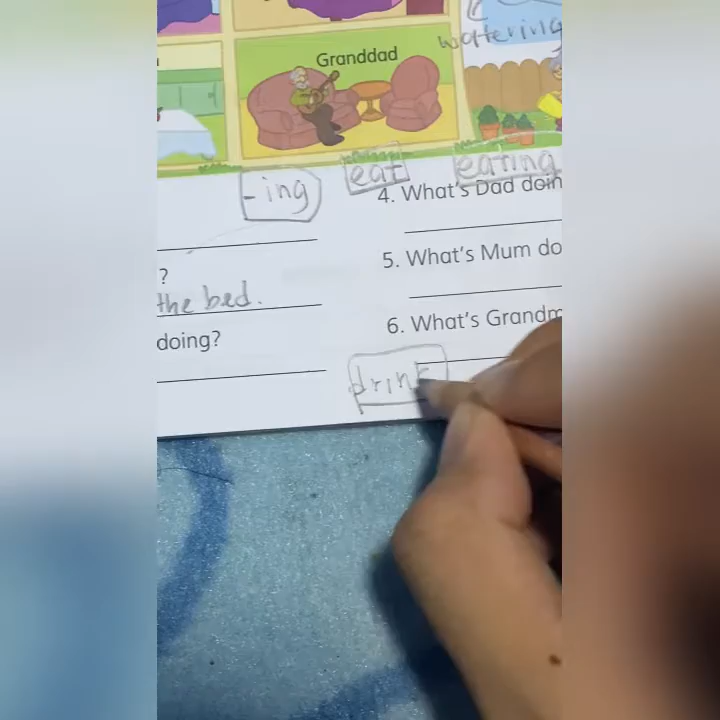 Granddad
wattering
-ing
eat
eating
4. What's Dad doin
?
5. What's Mum do
the bed.
doing?
6. What's Grandm
drink